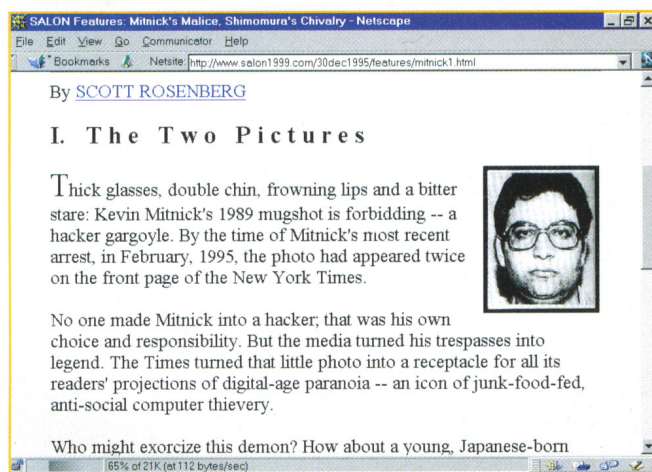 SALON Features: Mitnick's Malice, Shimomura's Chivalry - Netscape
File Edit View Go Communicator Help
Bookmarks Netsite: http://www.salon1999.com/30dec1995/features/mitnick1.html
By SCOTT ROSENBERG
I. The Two Pictures
Thick glasses, double chin, frowning lips and a bitter
stare: Kevin Mitnick's 1989 mugshot is forbidding -- a
hacker gargoyle. By the time of Mitnick's most recent
arrest, in February, 1995, the photo had appeared twice
on the front page of the New York Times.
No one made Mitnick into a hacker; that was his own
choice and responsibility. But the media turned his trespasses into
legend. The Times turned that little photo into a receptacle for all its
readers' projections of digital-age paranoia -- an icon of junk-food-fed,
anti-social computer thievery.
Who might exorcize this demon? How about a young, Japanese-born
65% of 21K (at 112 bytes/sec)